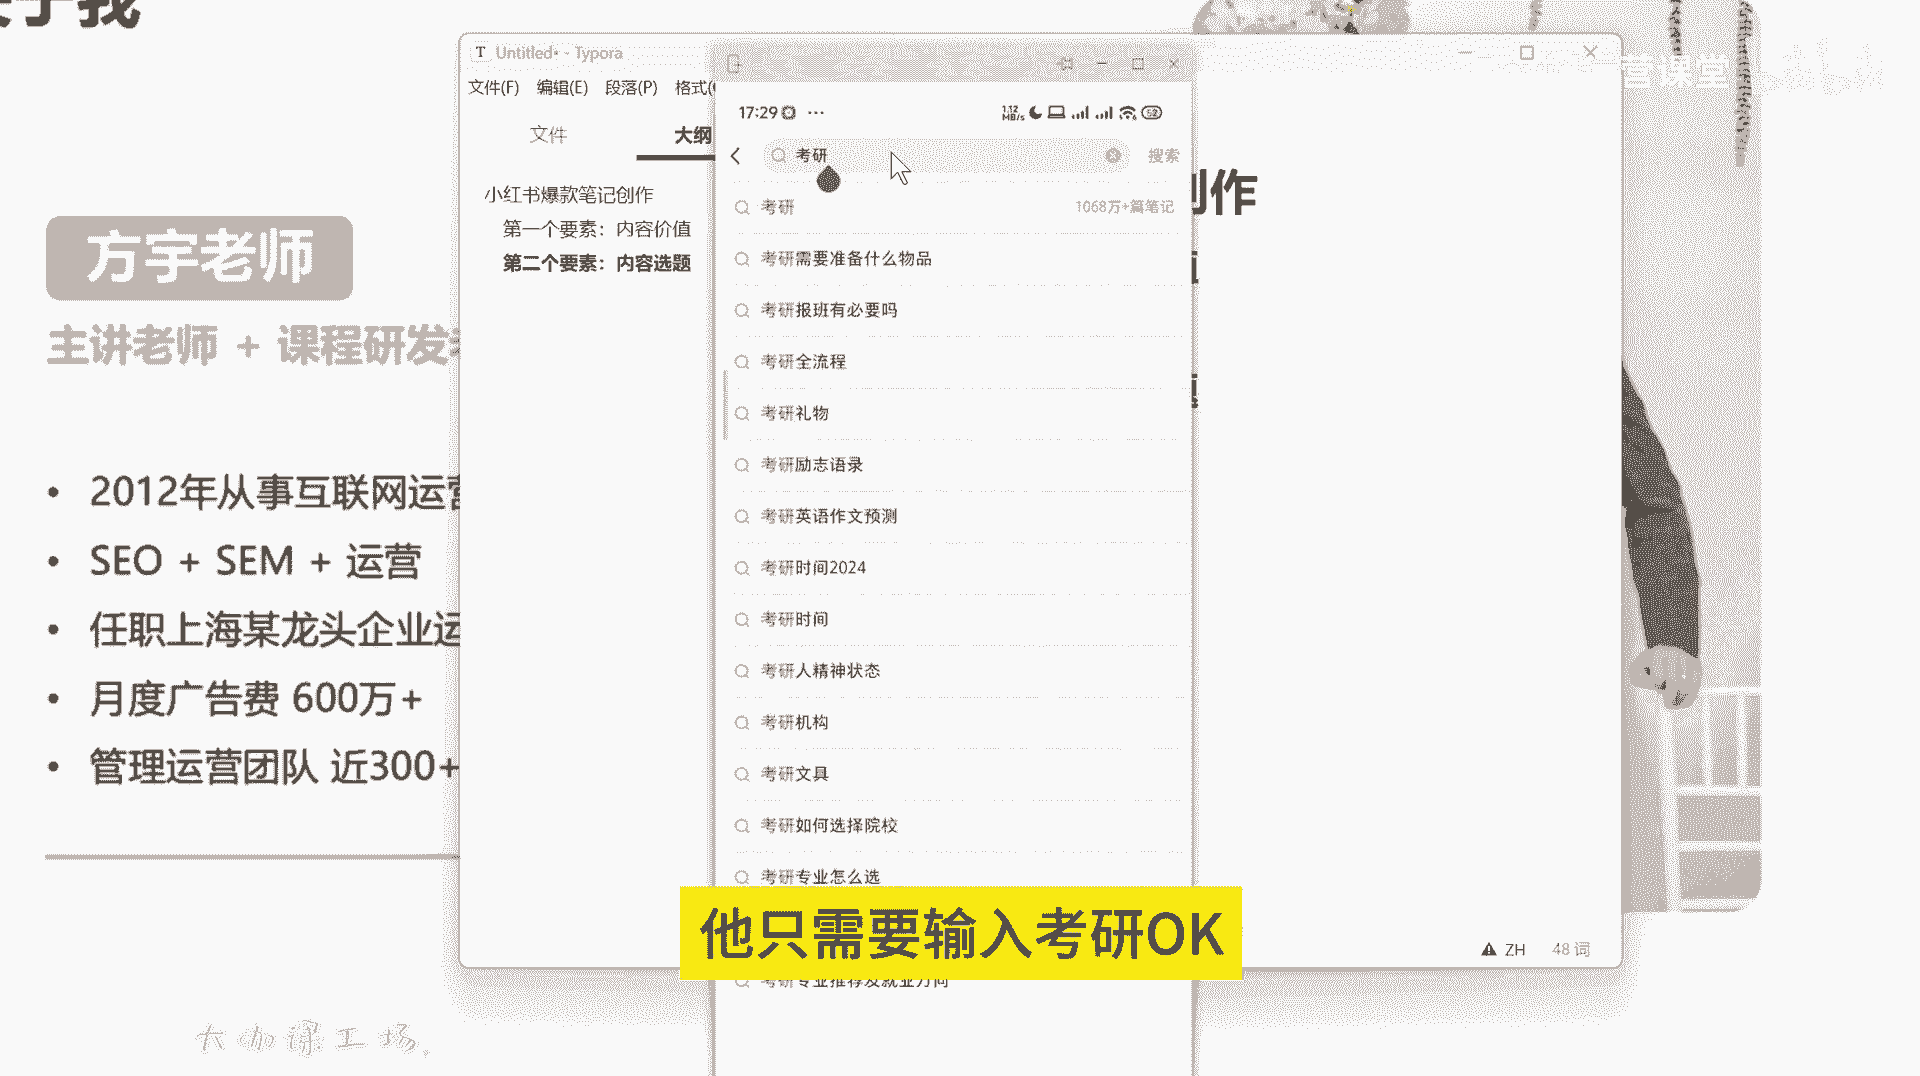 于我
方宇老师
主讲老师 + 课程研发
2012年从事互联网运营
SEO + SEM + 运营
任职上海某龙头企业运
月度广告费 600万+
管理运营团队 近300+
大咖课工场.
Untitled• - Typora
文件(F) 编辑(E) 段落(P) 格式(
文件 大纲
小红书爆款笔记创作
第一个要素：内容价值
第二个要素：内容选题
17:29 ...
1.12 MB/s 52
考研 搜索
考研 1068万+篇笔记
考研需要准备什么物品
考研报班有必要吗
考研全流程
考研礼物
考研励志语录
考研英语作文预测
考研时间2024
考研时间
考研人精神状态
考研机构
考研文具
考研如何选择院校
考研专业怎么选
他只需要输入考研OK
考研专业推荐及就业方向
创作
营课堂
ZH 48 词